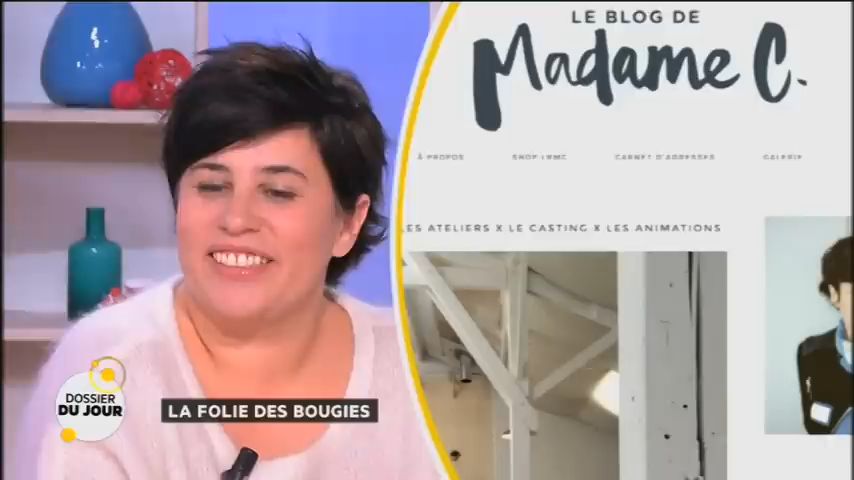 LE BLOG DE
Madame C.
À PROPOS SHOP LBMC CARNET D'ADRESSES GALERIE
ES ATELIERS X LE CASTING X LES ANIMATIONS
DOSSIER
DU JOUR
LA FOLIE DES BOUGIES